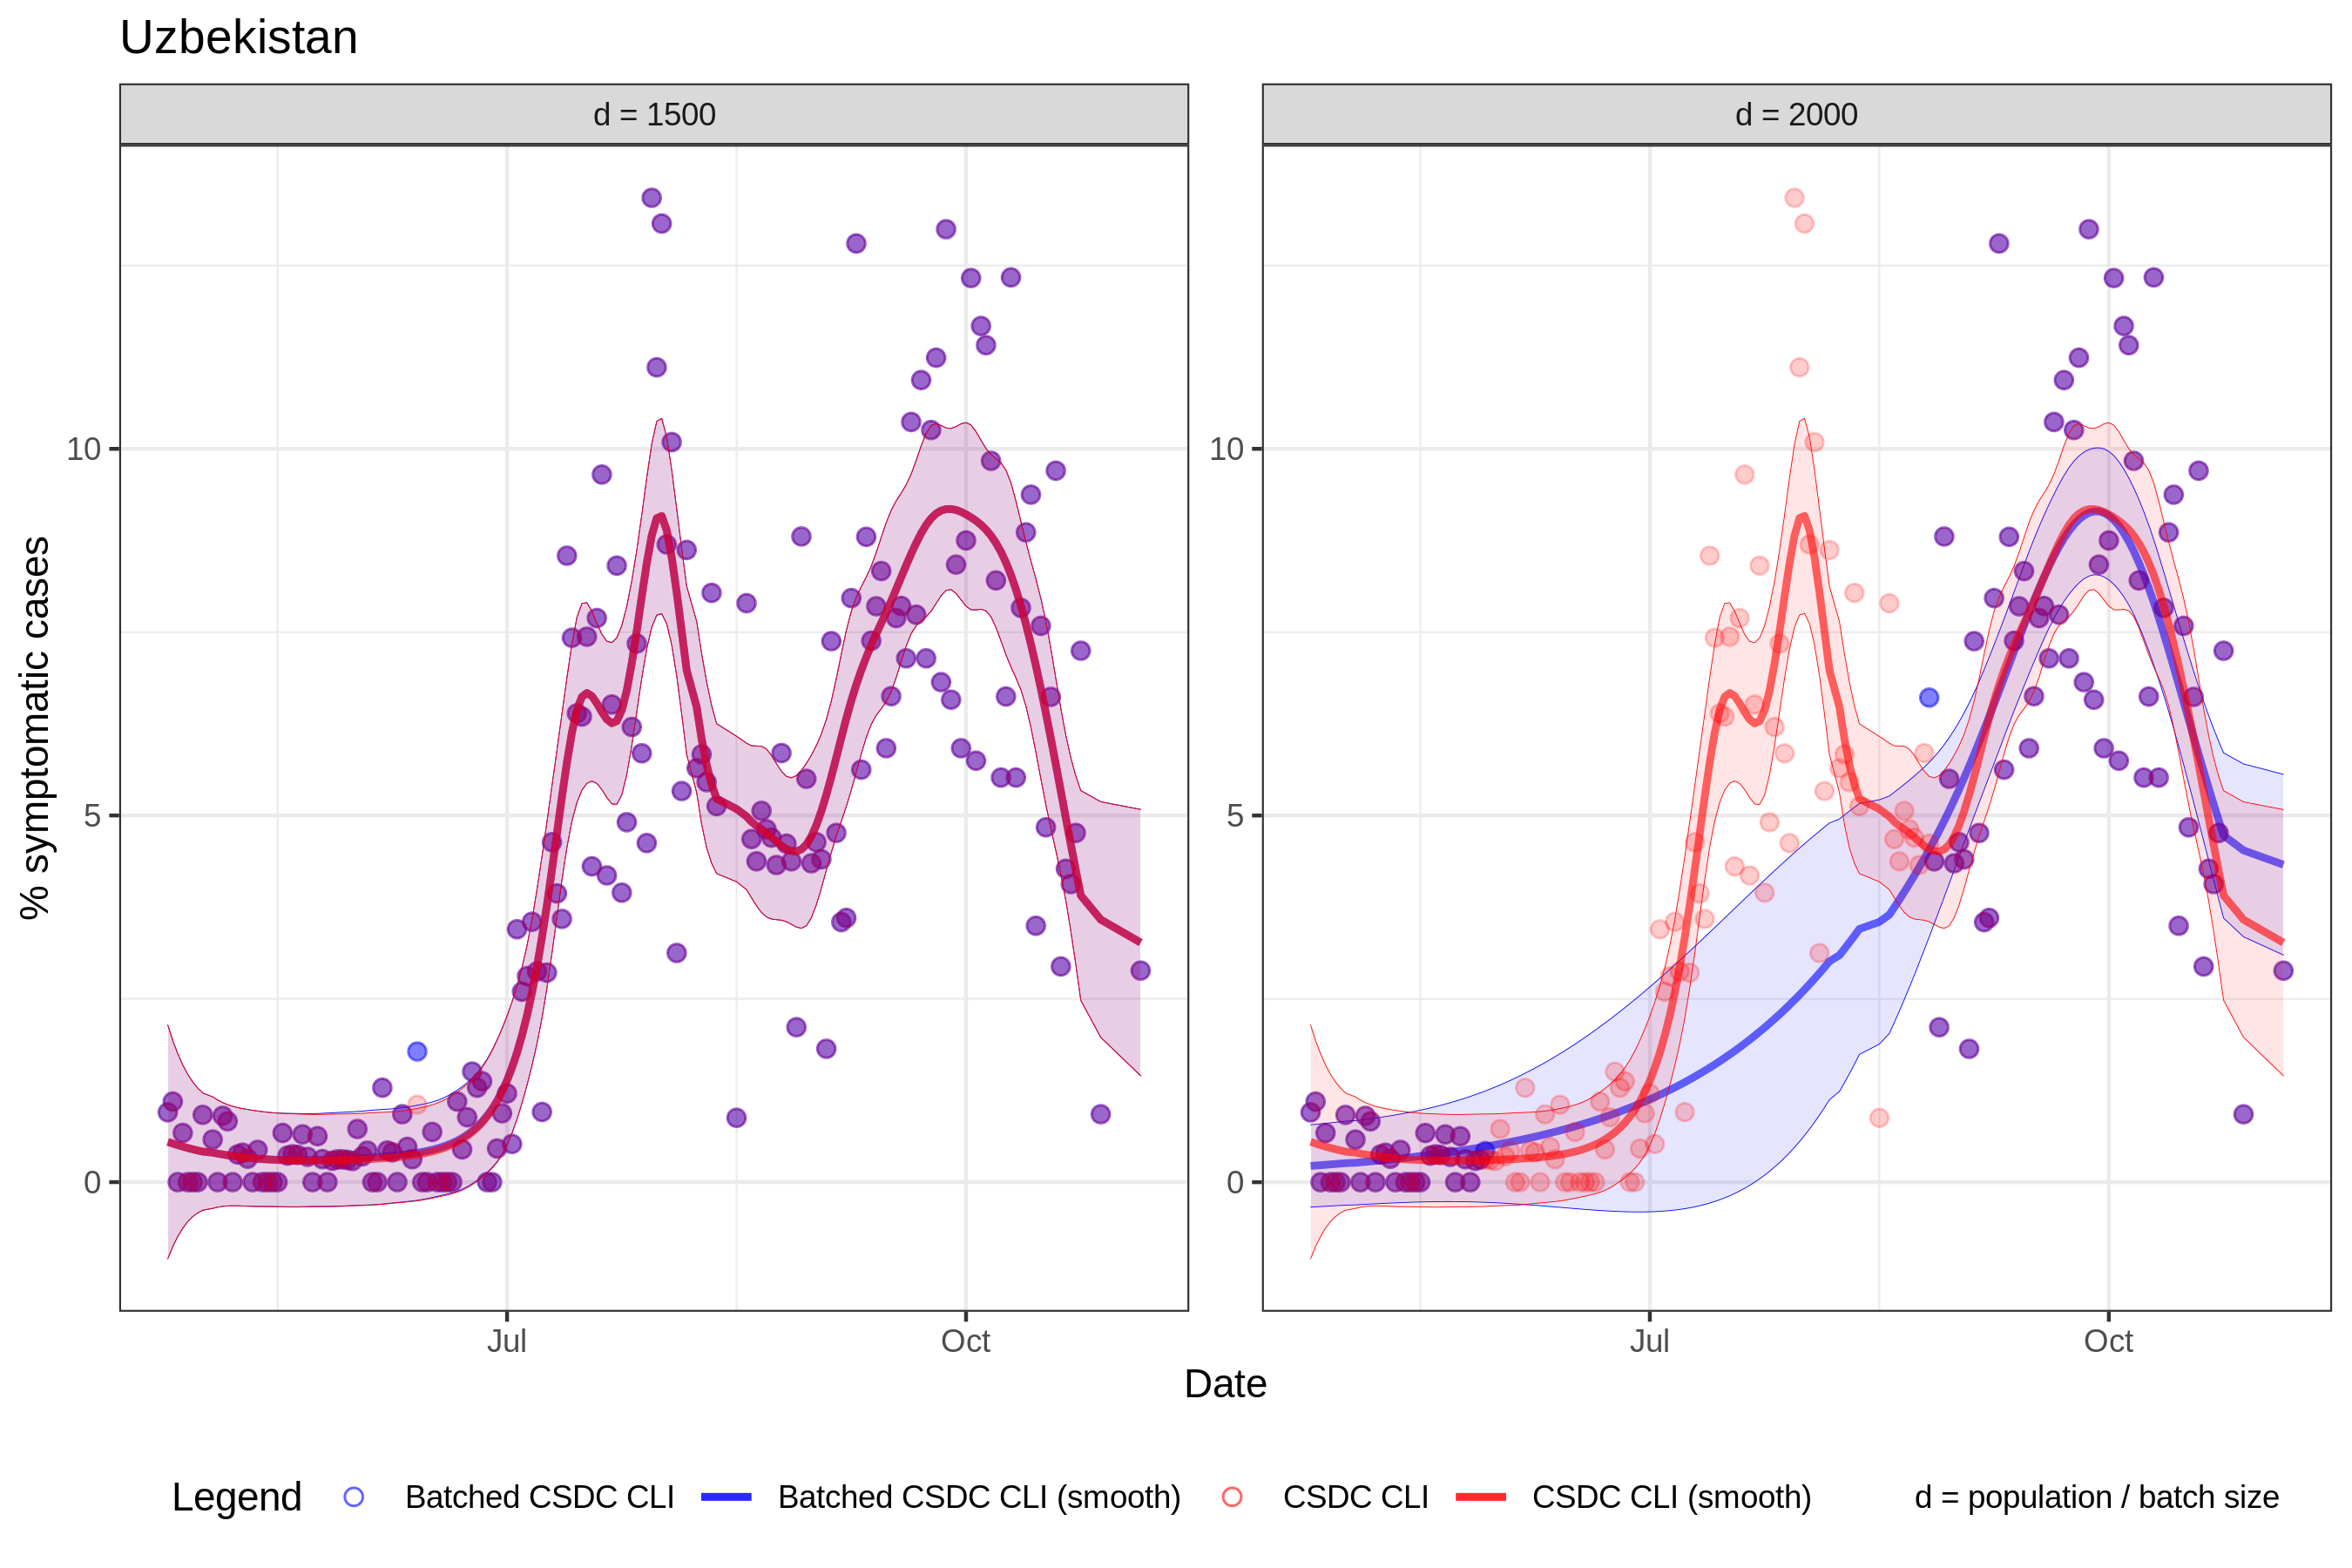 Uzbekistan
d = 1500
d = 2000
% symptomatic cases
10
5
0
10
5
0
Jul
Oct
Jul
Oct
Date
Legend
Batched CSDC CLI
Batched CSDC CLI (smooth)
CSDC CLI
CSDC CLI (smooth)
d = population / batch size